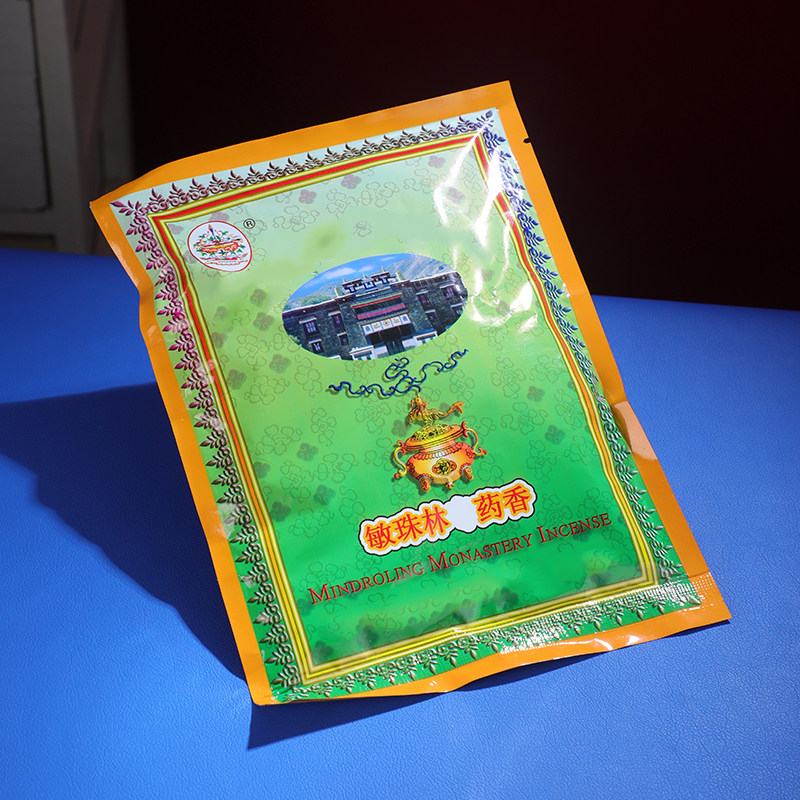 ®
敏珠林 药香
MINDROLING MONASTERY INCENSE